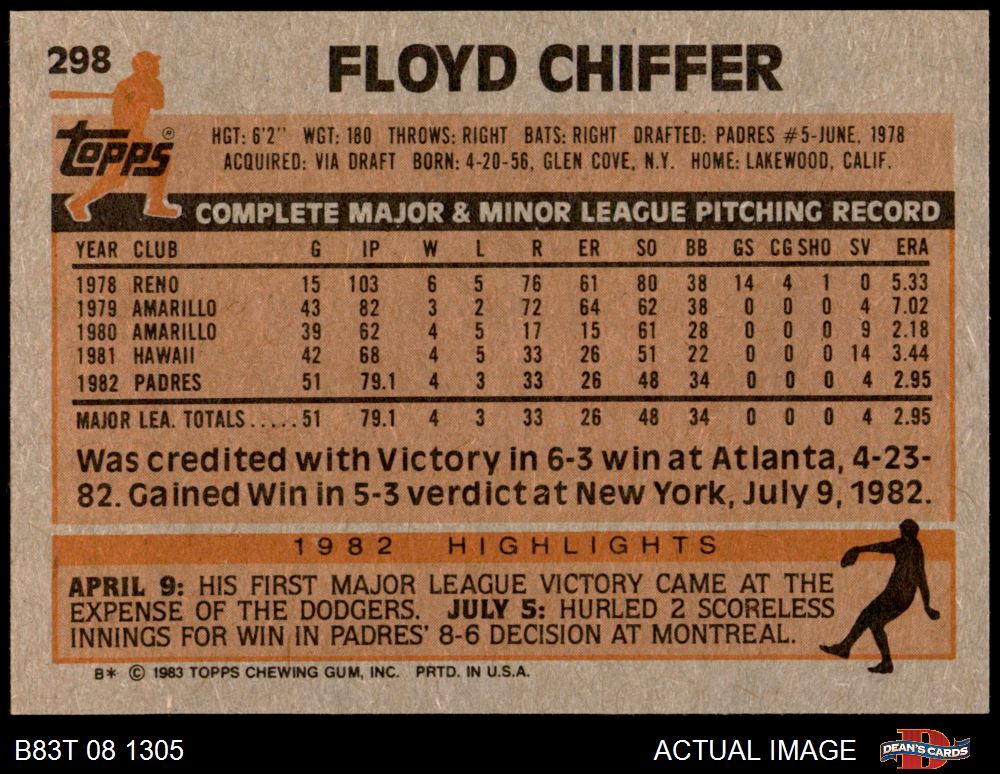 298
FLOYD CHIFFER
Topps ®
HGT: 6'2" WGT: 180 THROWS: RIGHT BATS: RIGHT DRAFTED: PADRES #5-JUNE, 1978
ACQUIRED: VIA DRAFT BORN: 4-20-56, GLEN COVE, N.Y. HOME: LAKEWOOD, CALIF.
COMPLETE MAJOR & MINOR LEAGUE PITCHING RECORD
YEAR CLUB G IP W L R ER SO BB GS CG SHO SV ERA
1978 RENO 15 103 6 5 76 61 80 38 14 4 1 0 5.33
1979 AMARILLO 43 82 3 2 72 64 62 38 0 0 0 4 7.02
1980 AMARILLO 39 62 4 5 17 15 61 28 0 0 0 9 2.18
1981 HAWAII 42 68 4 5 33 26 51 22 0 0 0 14 3.44
1982 PADRES 51 79.1 4 3 33 26 48 34 0 0 0 4 2.95
MAJOR LEA. TOTALS.....51 79.1 4 3 33 26 48 34 0 0 0 4 2.95
Was credited with Victory in 6-3 win at Atlanta, 4-23-
82. Gained Win in 5-3 verdict at New York, July 9, 1982.
1982 HIGHLIGHTS
APRIL 9: HIS FIRST MAJOR LEAGUE VICTORY CAME AT THE
EXPENSE OF THE DODGERS. JULY 5: HURLED 2 SCORELESS
INNINGS FOR WIN IN PADRES' 8-6 DECISION AT MONTREAL.
B* © 1983 TOPPS CHEWING GUM, INC. PRTD. IN U.S.A.
B83T 08 1305 ACTUAL IMAGE DEAN'S CARDS